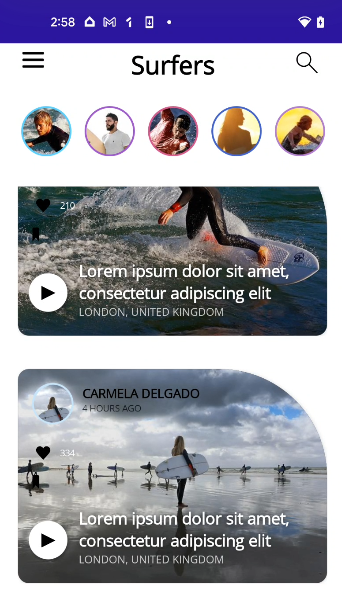 2:58
Surfers
210
Lorem ipsum dolor sit amet,
consectetur adipiscing elit
LONDON, UNITED KINGDOM
CARMELA DELGADO
4 HOURS AGO
334
Lorem ipsum dolor sit amet,
consectetur adipiscing elit
LONDON, UNITED KINGDOM